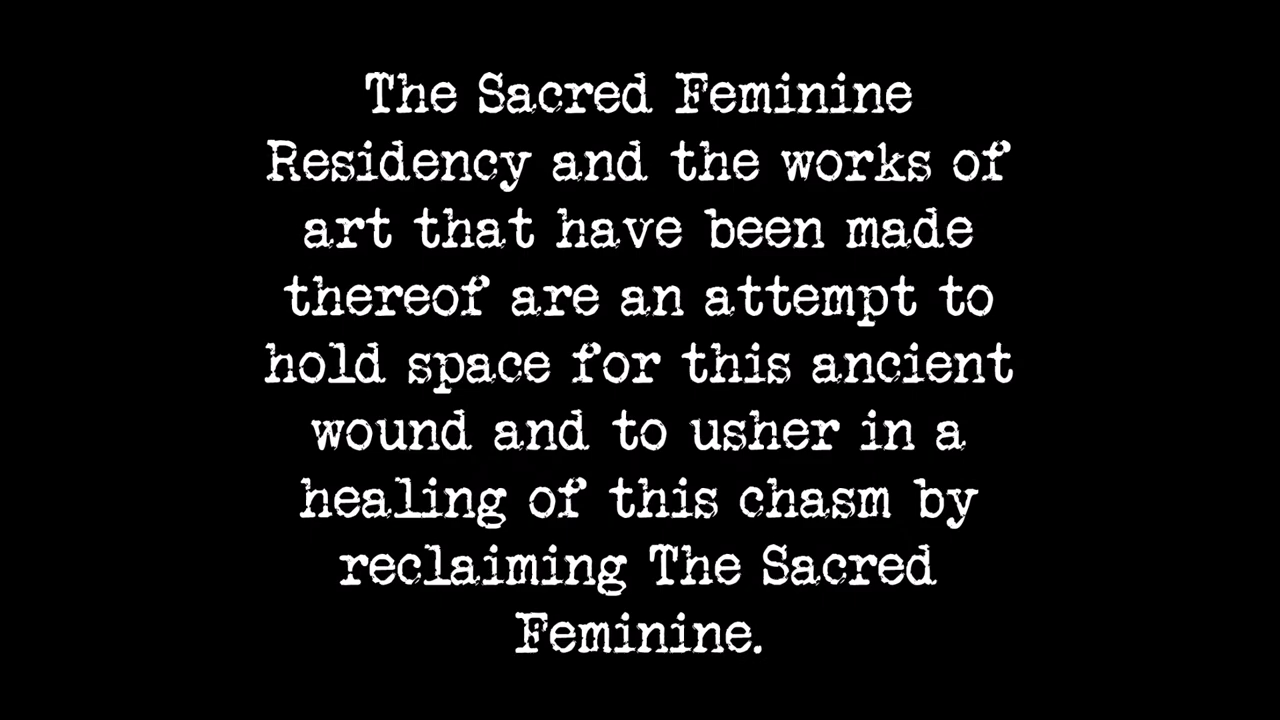 The Sacred Feminine
Residency and the works of
art that have been made
thereof are an attempt to
hold space for this ancient
wound and to usher in a
healing of this chasm by
reclaiming The Sacred
Feminine.